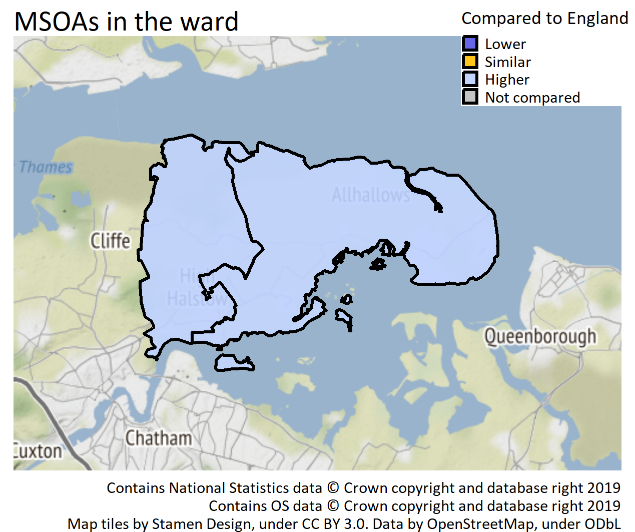 MSOAs in the ward
Compared to England
Lower
Similar
Higher
Not compared
Thames
Allhallows
Cliffe
Hi
Halstow
Queenborough
Chatham
Cuxton
Contains National Statistics data © Crown copyright and database right 2019
Contains OS data © Crown copyright and database right 2019
Map tiles by Stamen Design, under CC BY 3.0. Data by OpenStreetMap, under ODbL